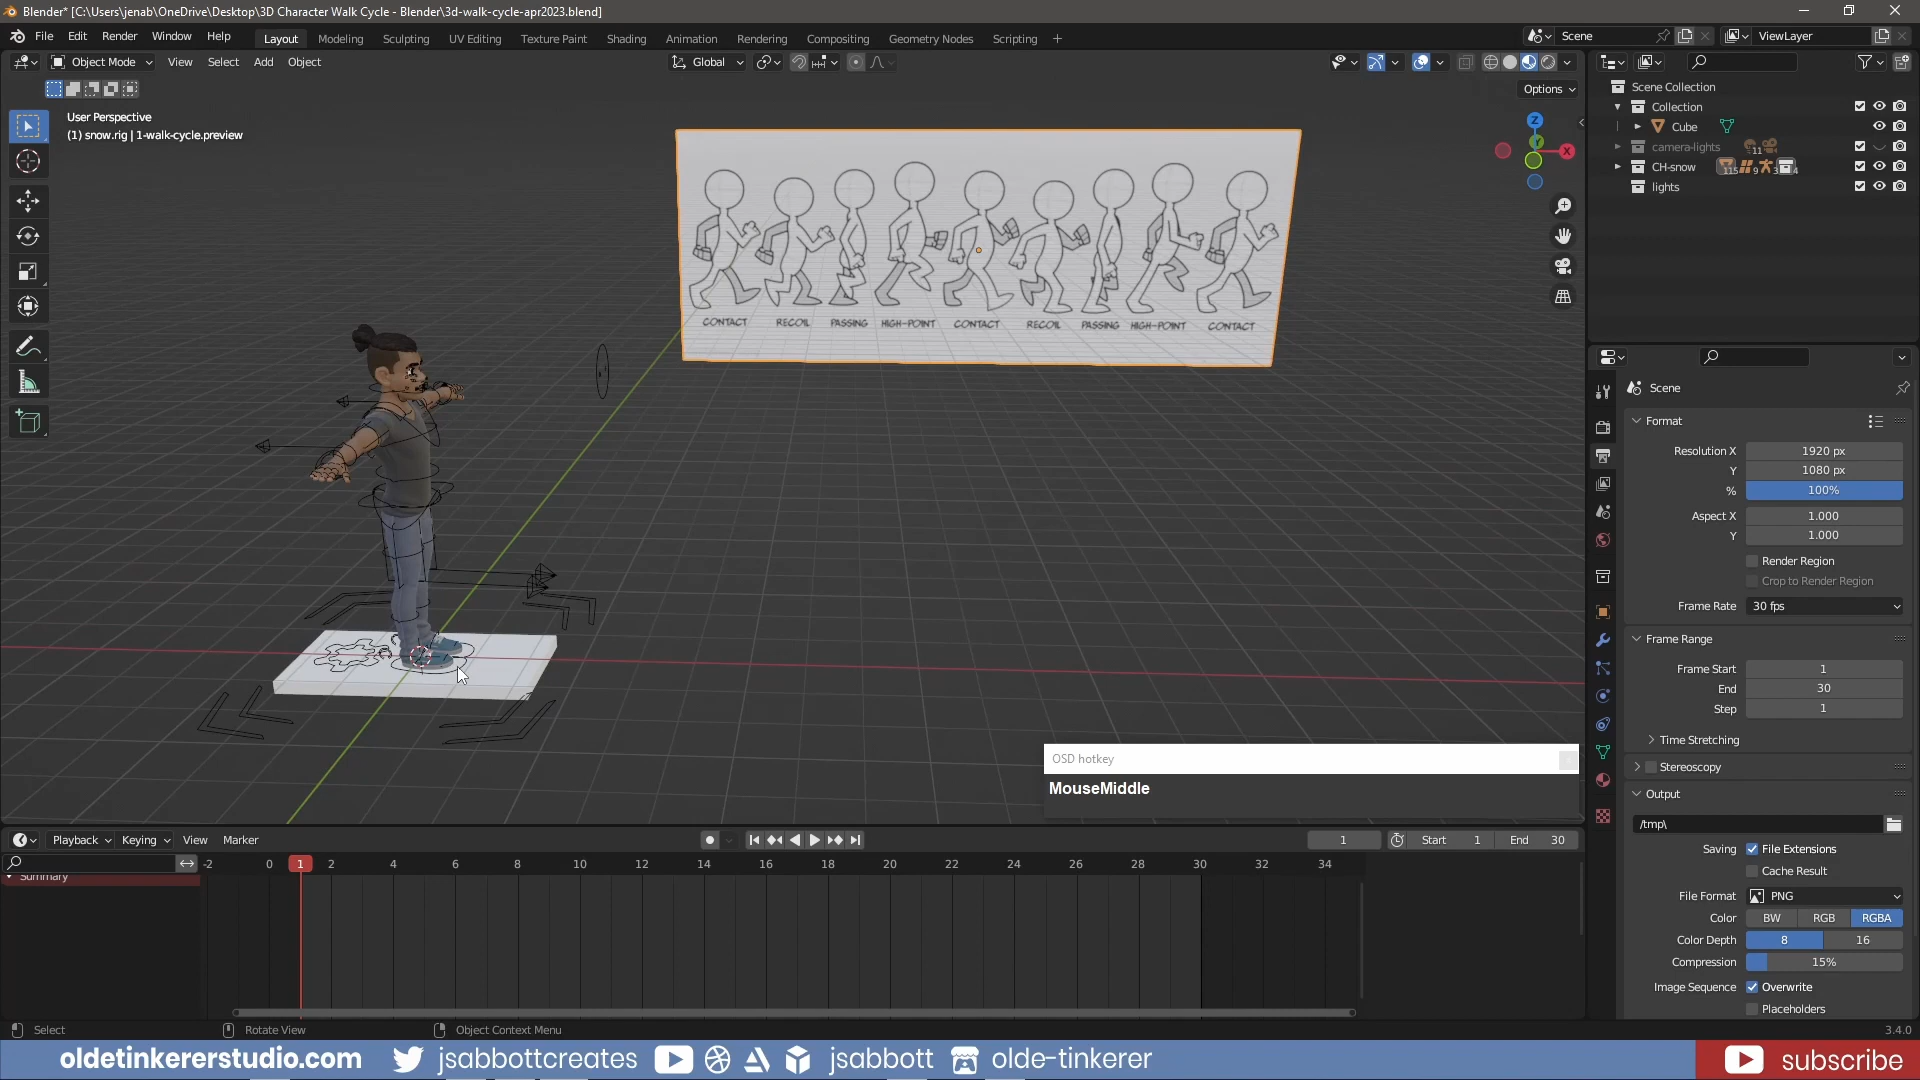 Blender* [C:\Users\jenab\OneDrive\Desktop\3D Character Walk Cycle - Blender\3d-walk-cycle-apr2023.blend]
File Edit Render Window Help Layout Modeling Sculpting UV Editing Texture Paint Shading Animation Rendering Compositing Geometry Nodes Scripting + Scene ViewLayer
Object Mode View Select Add Object Global
Options
User Perspective
(1) snow.rig | 1-walk-cycle.preview
Z
Y
X
CONTACT RECOIL PASSING HIGH-POINT CONTACT RECOIL PASSING HIGH-POINT CONTACT
Scene Collection
Collection
Cube
camera-lights 11
CH-snow 115 9 3 4
lights
Scene
Format
Resolution X 1920 px
Y 1080 px
% 100%
Aspect X 1.000
Y 1.000
Render Region
Crop to Render Region
Frame Rate 30 fps
Frame Range
Frame Start 1
End 30
Step 1
Time Stretching
Stereoscopy
Output
/tmp\
Saving File Extensions
Cache Result
File Format PNG
Color BW RGB RGBA
Color Depth 8 16
Compression 15%
Image Sequence Overwrite
Placeholders
OSD hotkey
MouseMiddle
Playback Keying View Marker 1 Start 1 End 30
-2 0 1 2 4 6 8 10 12 14 16 18 20 22 24 26 28 30 32 34
Summary
Select Rotate View Object Context Menu 3.4.0
oldetinkererstudio.com jsabbottcreates jsabbott olde-tinkerer subscribe